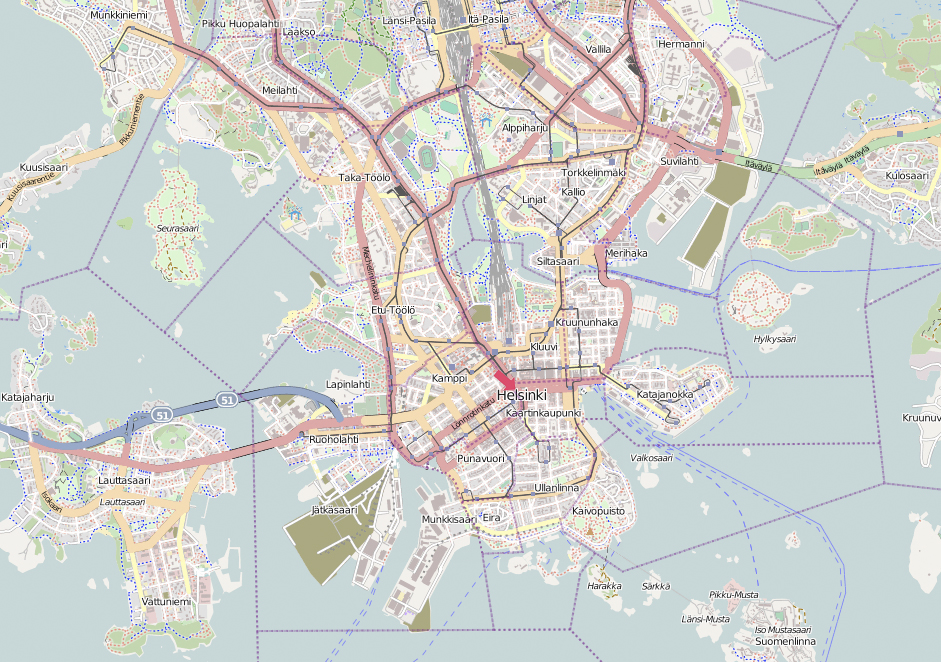 Munkkiniemi
Pikku Huopalahti
Laakso
Länsi-Pasila
Itä-Pasila
Vallila
Hermanni
Meilahti
Alppiharju
Suvilahti
Itäväylä
Itäväylä Itäväylä
Kulosaari
Kuusisaari
Kuusisaarentie
Taka-Töölö
Torkkelinmäki
Kallio
Linjat
Seurasaari
Mechelininkatu
Siltasaari
Merihaka
Etu-Töölö
Kruununhaka
Hylkysaari
Kluuvi
Kamppi
Lapinlahti
Helsinki
Katajanokka
Katajaharju
51
51
Lönnrotinkatu
Kaartinkaupunki
Ruoholahti
Punavuori
Valkosaari
Lauttasaari
Lauttasaari
Isokaari
Ullanlinna
Jätkäsaari
Munkkisaari
Eira
Kaivopuisto
Vattuniemi
Harakka
Särkkä
Pikku-Musta
Länsi-Musta
Iso Mustasaari
Suomenlinna